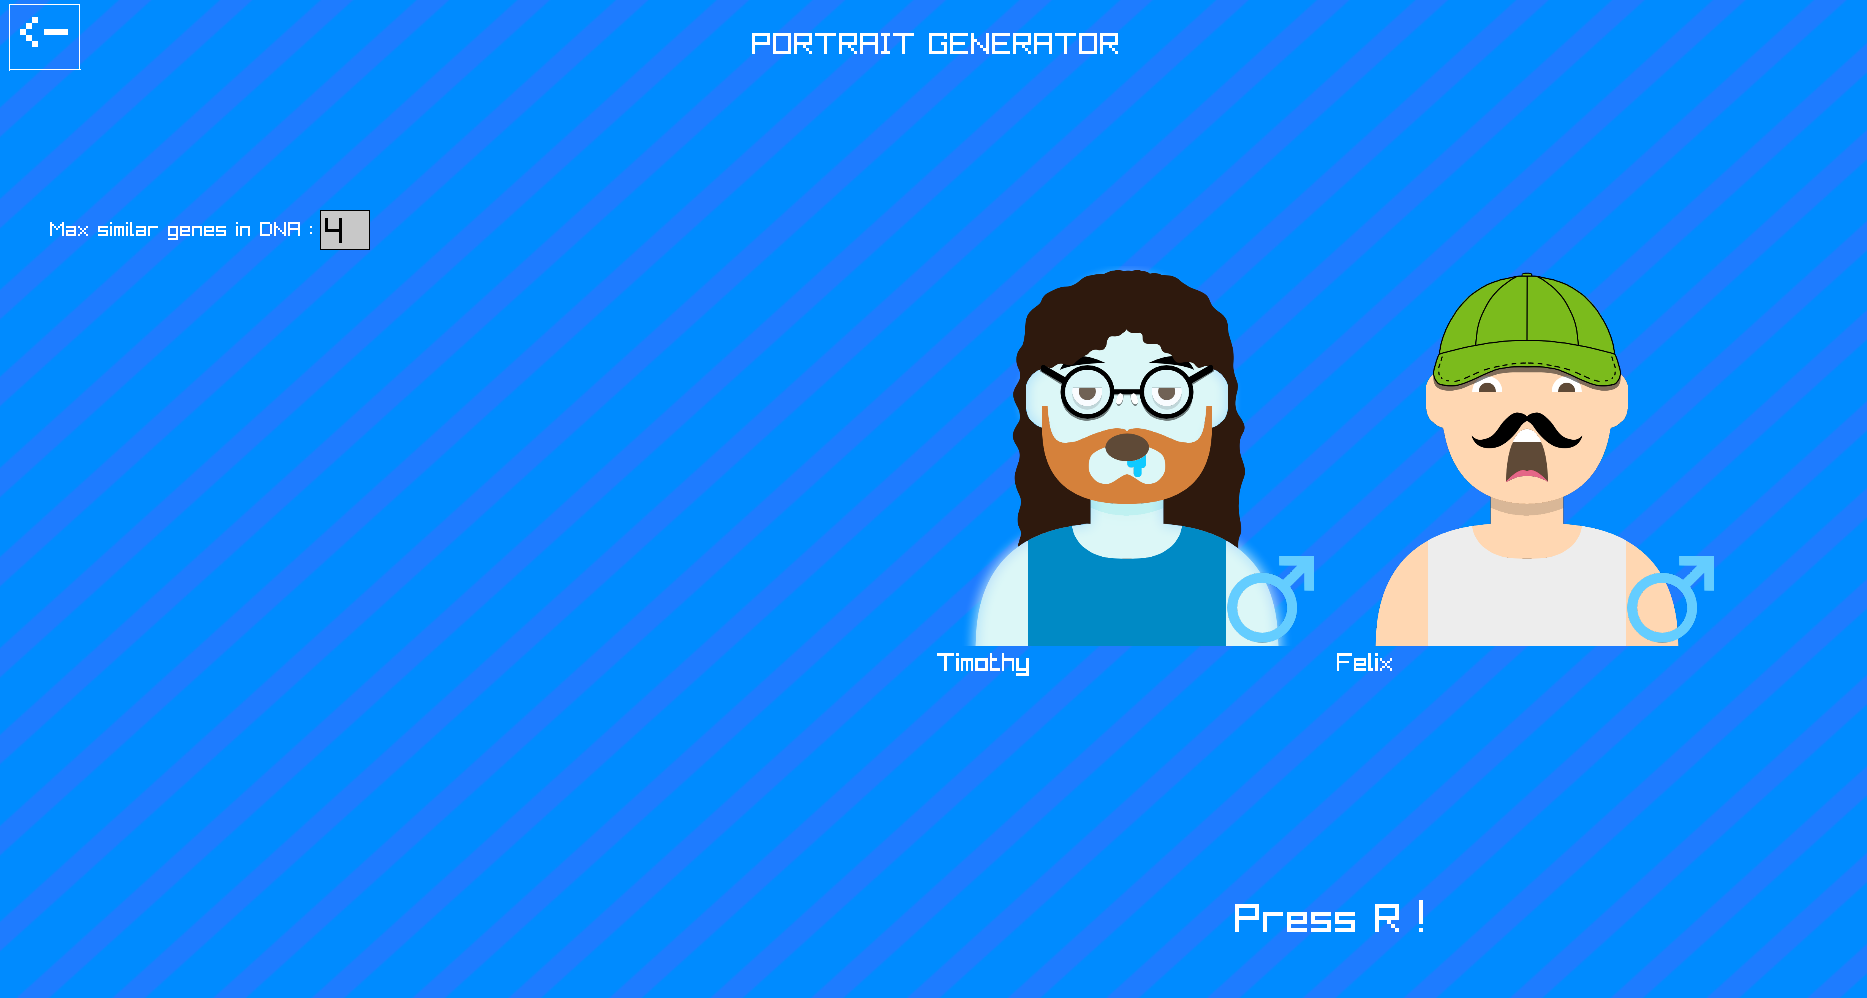 PORTRAIT GENERATOR
Max similar genes in DNA : 4
Timothy
Felix
Press R !